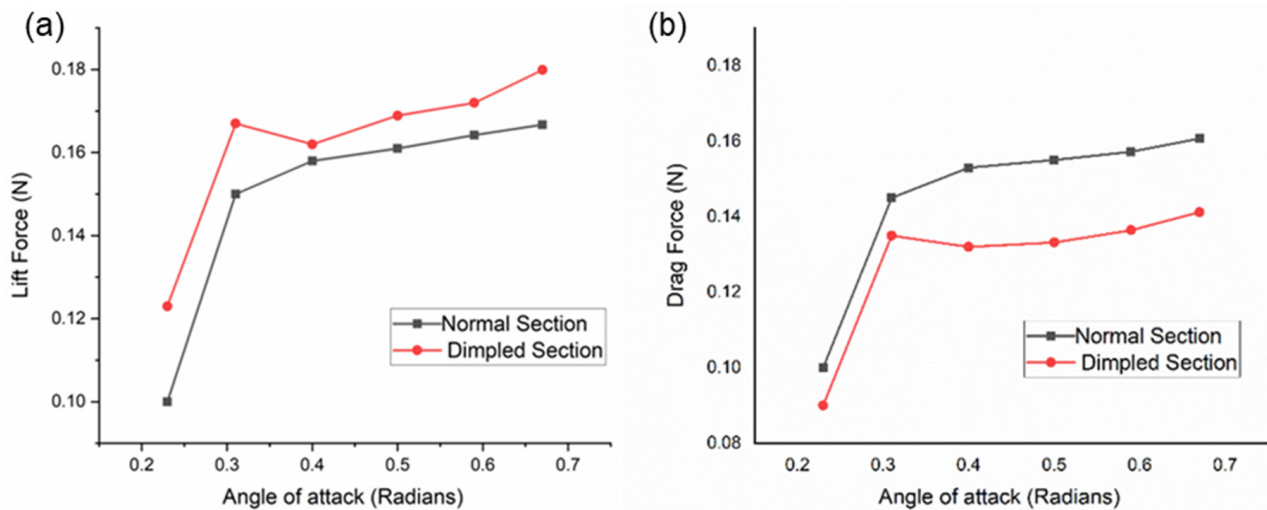 (a)
Lift Force (N)
0.18
0.16
0.14
0.12
0.10
Normal Section
Dimpled Section
0.2 0.3 0.4 0.5 0.6 0.7
Angle of attack (Radians)
(b)
Drag Force (N)
0.18
0.16
0.14
0.12
0.10
0.08
Normal Section
Dimpled Section
0.2 0.3 0.4 0.5 0.6 0.7
Angle of attack (Radians)